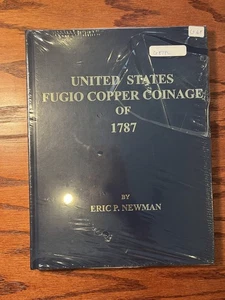 UNITED STATES
FUGIO COPPER COINAGE
OF
1787
BY
ERIC P. NEWMAN